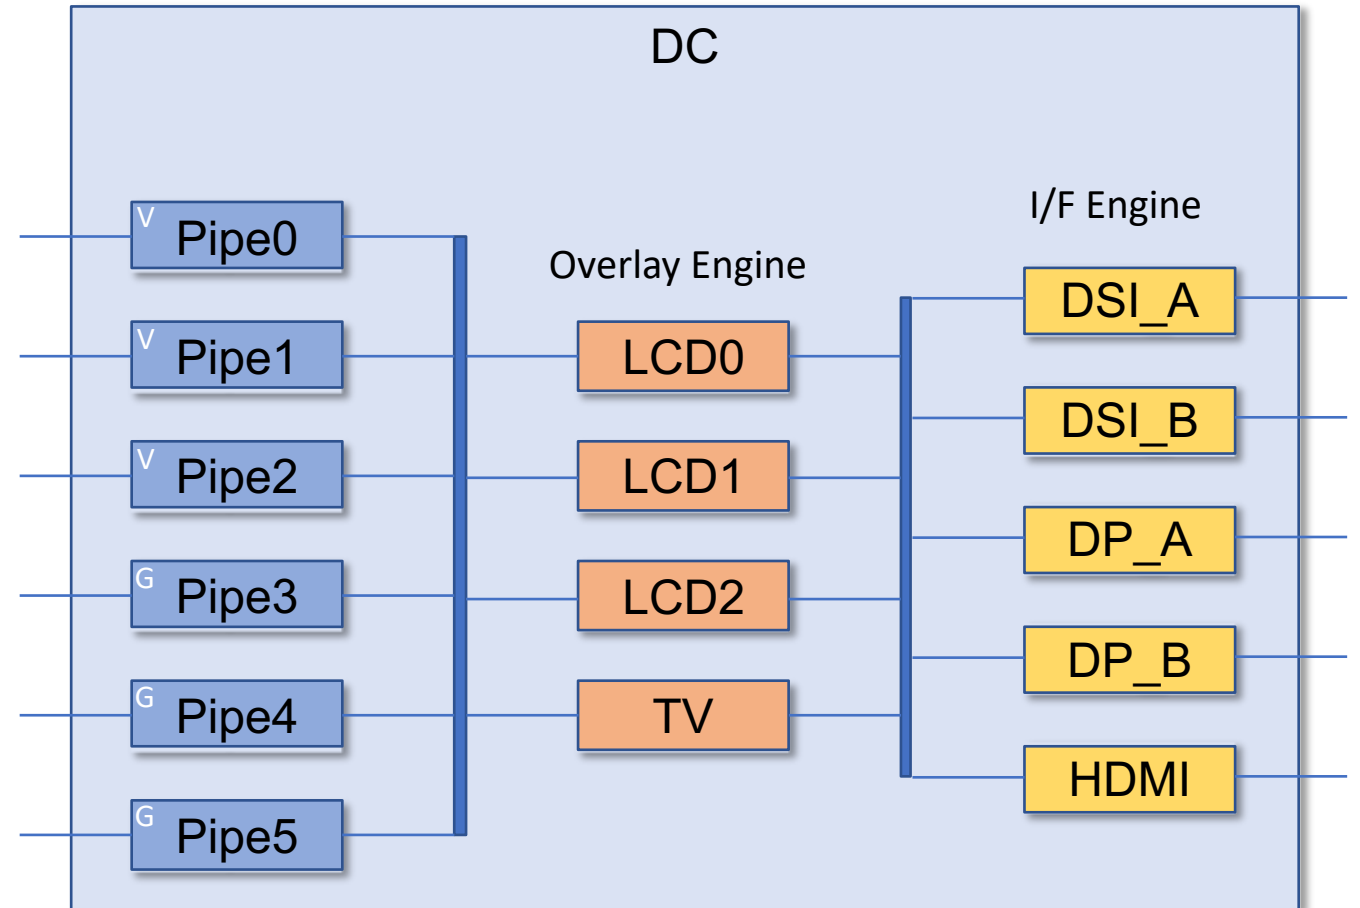 DC
V
Pipe0
V
Pipe1
V
Pipe2
G
Pipe3
G
Pipe4
G
Pipe5
Overlay Engine
LCD0
LCD1
LCD2
TV
I/F Engine
DSI_A
DSI_B
DP_A
DP_B
HDMI